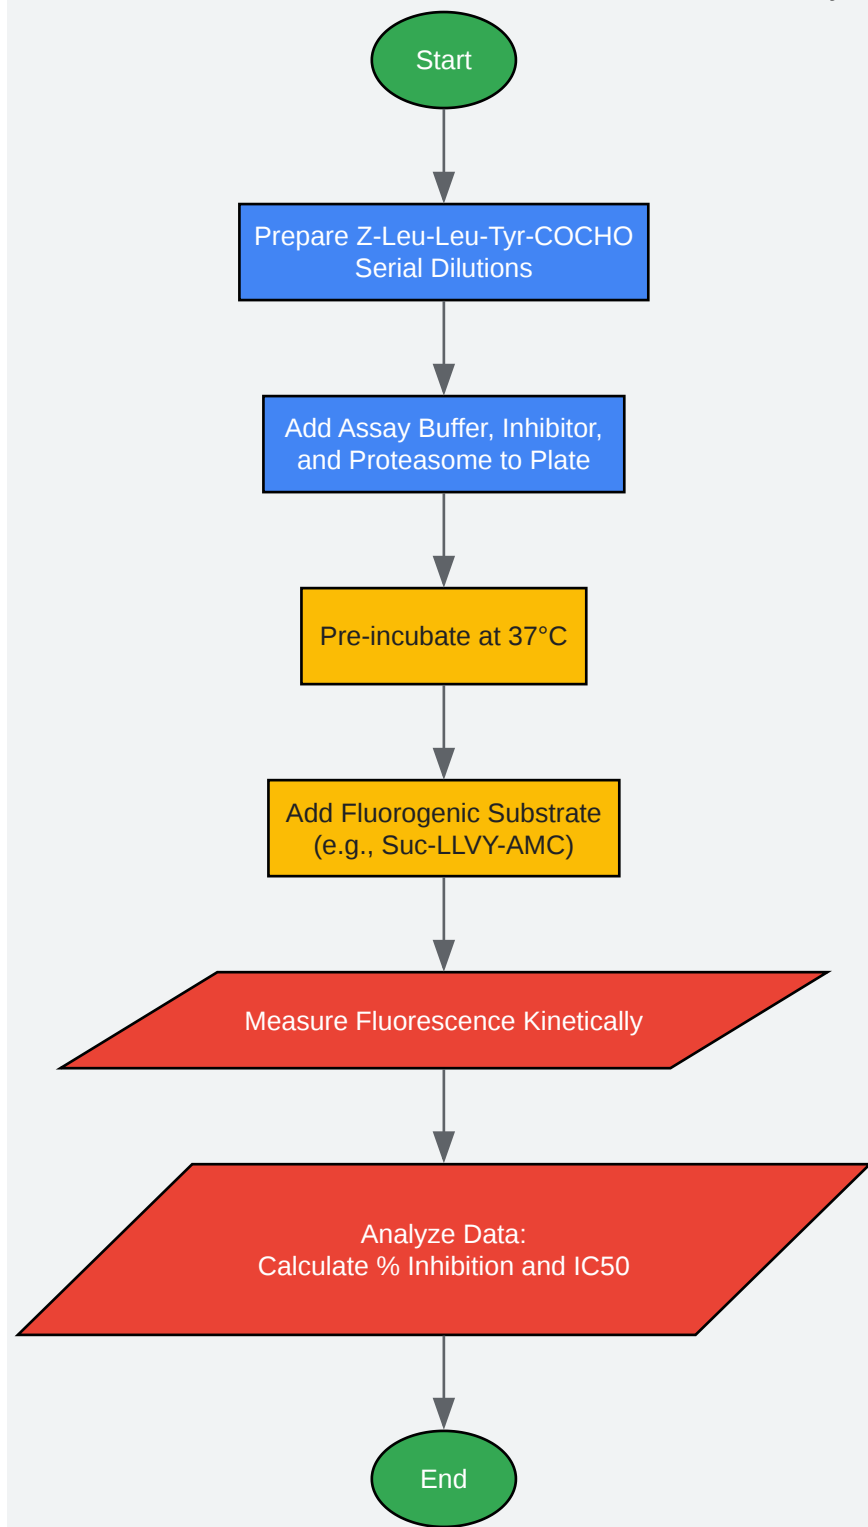 Start
Prepare Z-Leu-Leu-Tyr-COCHO
Serial Dilutions
Add Assay Buffer, Inhibitor,
and Proteasome to Plate
Pre-incubate at 37°C
Add Fluorogenic Substrate
(e.g., Suc-LLVY-AMC)
Measure Fluorescence Kinetically
Analyze Data:
Calculate % Inhibition and IC50
End